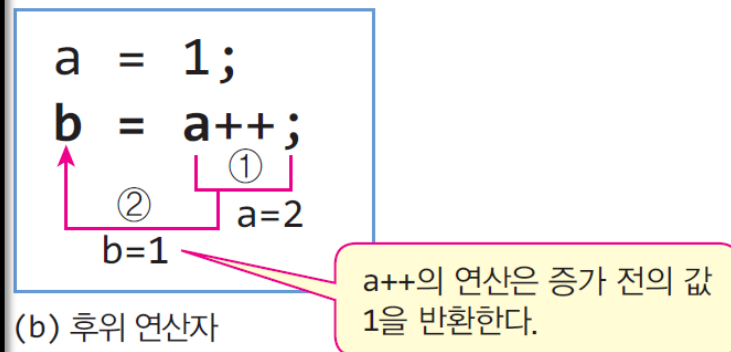 a = 1;
b = a++;
①
② a=2
b=1
a++의 연산은 증가 전의 값
1을 반환한다.
(b) 후위 연산자